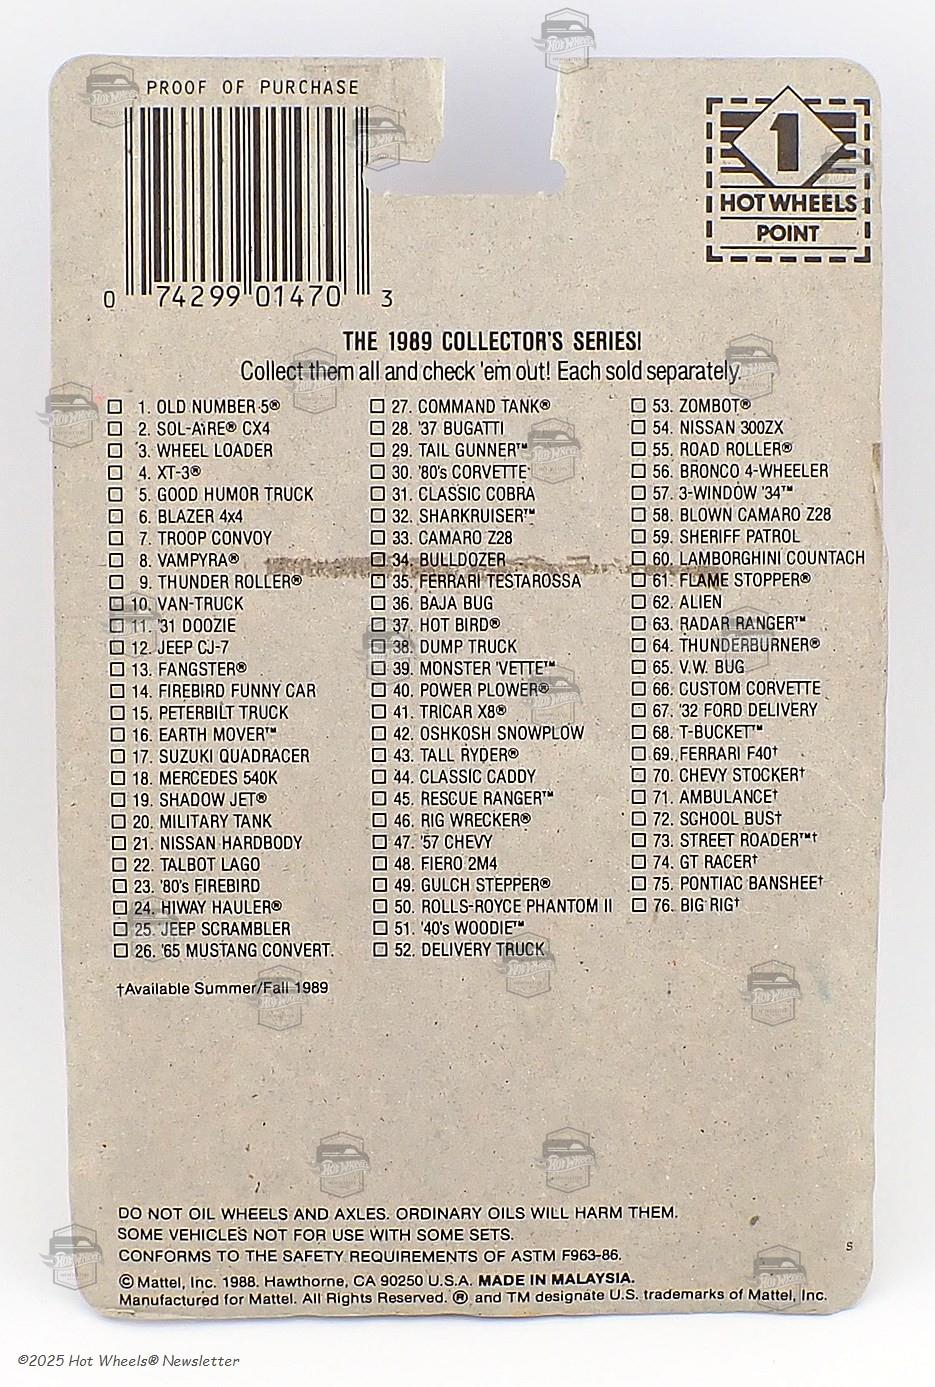 PROOF OF PURCHASE
0 74299 01470 3
1
HOT WHEELS
POINT
THE 1989 COLLECTOR'S SERIES!
Collect them all and check 'em out! Each sold separately.
1. OLD NUMBER 5®
2. SOL-AIRE® CX4
3. WHEEL LOADER
4. XT-3®
5. GOOD HUMOR TRUCK
6. BLAZER 4x4
7. TROOP CONVOY
8. VAMPYRA®
9. THUNDER ROLLER®
10. VAN-TRUCK
11. '31 DOOZIE
12. JEEP CJ-7
13. FANGSTER®
14. FIREBIRD FUNNY CAR
15. PETERBILT TRUCK
16. EARTH MOVER™
17. SUZUKI QUADRACER
18. MERCEDES 540K
19. SHADOW JET®
20. MILITARY TANK
21. NISSAN HARDBODY
22. TALBOT LAGO
23. '80's FIREBIRD
24. HIWAY HAULER®
25. JEEP SCRAMBLER
26. '65 MUSTANG CONVERT.
27. COMMAND TANK®
28. '37 BUGATTI
29. TAIL GUNNER™
30. '80's CORVETTE
31. CLASSIC COBRA
32. SHARKRUISER™
33. CAMARO Z28
34. BULLDOZER
35. FERRARI TESTAROSSA
36. BAJA BUG
37. HOT BIRD®
38. DUMP TRUCK
39. MONSTER 'VETTE™
40. POWER PLOWER®
41. TRICAR X8®
42. OSHKOSH SNOWPLOW
43. TALL RYDER®
44. CLASSIC CADDY
45. RESCUE RANGER™
46. RIG WRECKER®
47. '57 CHEVY
48. FIERO 2M4
49. GULCH STEPPER®
50. ROLLS-ROYCE PHANTOM II
51. '40's WOODIE™
52. DELIVERY TRUCK
53. ZOMBOT®
54. NISSAN 300ZX
55. ROAD ROLLER®
56. BRONCO 4-WHEELER
57. 3-WINDOW '34™
58. BLOWN CAMARO Z28
59. SHERIFF PATROL
60. LAMBORGHINI COUNTACH
61. FLAME STOPPER®
62. ALIEN
63. RADAR RANGER™
64. THUNDERBURNER®
65. V.W. BUG
66. CUSTOM CORVETTE
67. '32 FORD DELIVERY
68. T-BUCKET™
69. FERRARI F40†
70. CHEVY STOCKER†
71. AMBULANCE†
72. SCHOOL BUS†
73. STREET ROADER™†
74. GT RACER†
75. PONTIAC BANSHEE†
76. BIG RIG†
†Available Summer/Fall 1989
DO NOT OIL WHEELS AND AXLES. ORDINARY OILS WILL HARM THEM.
SOME VEHICLES NOT FOR USE WITH SOME SETS.
CONFORMS TO THE SAFETY REQUIREMENTS OF ASTM F963-86.
S
© Mattel, Inc. 1988. Hawthorne, CA 90250 U.S.A. MADE IN MALAYSIA.
Manufactured for Mattel. All Rights Reserved. ® and TM designate U.S. trademarks of Mattel, Inc.
©2025 Hot Wheels® Newsletter